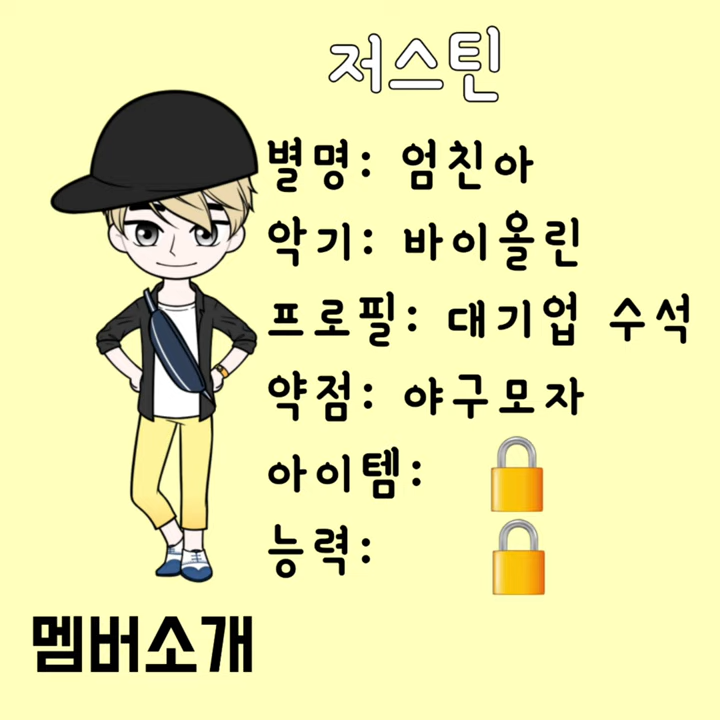 저스틴
별명: 엄친아
악기: 바이올린
프로필: 대기업 수석
약점: 야구모자
아이템:
능력:
멤버소개